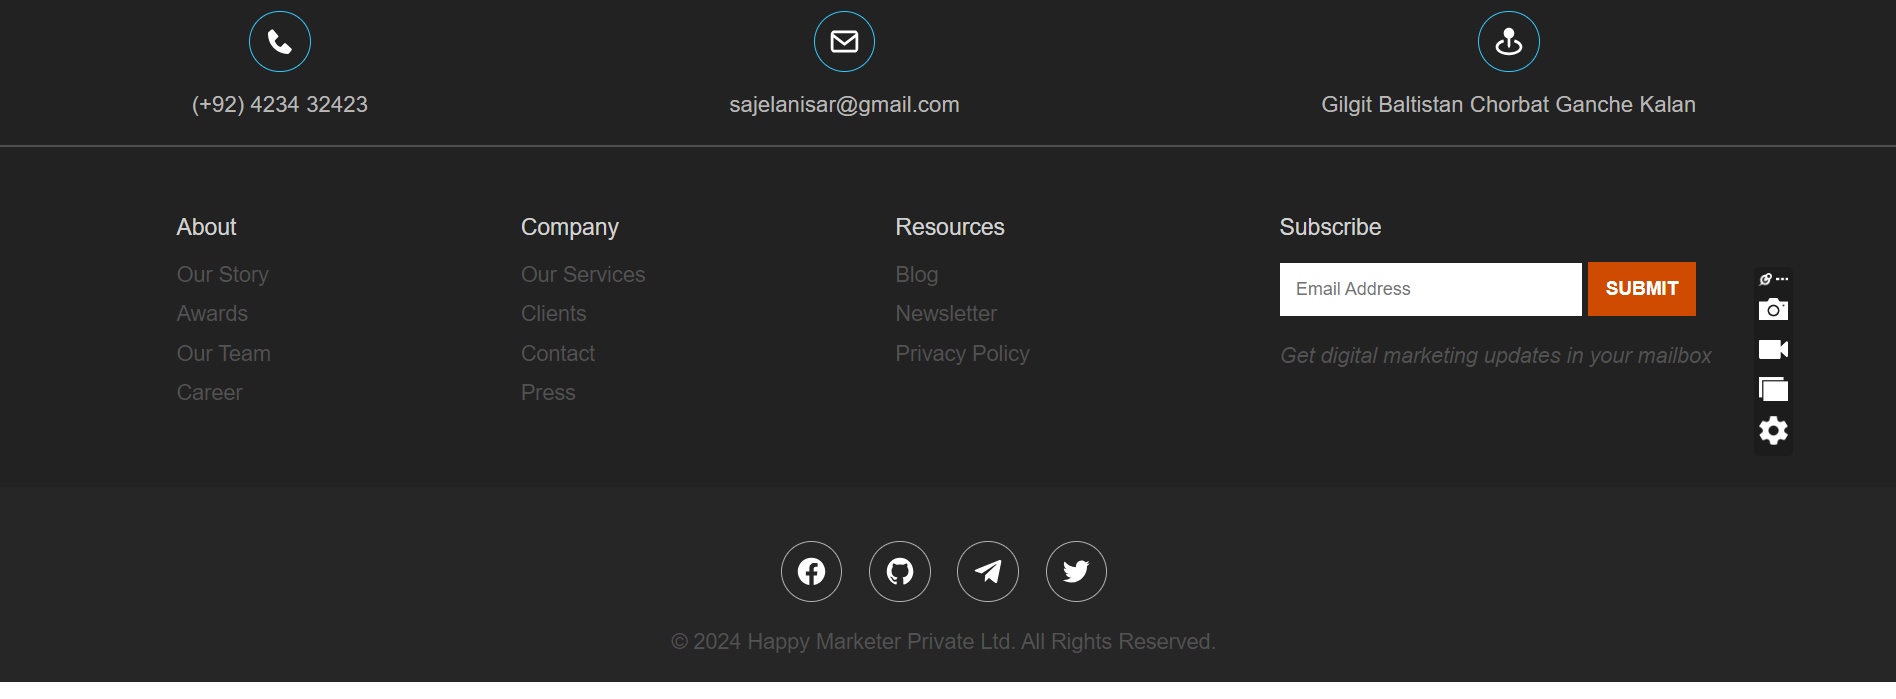 (+92) 4234 32423
sajelanisar@gmail.com
Gilgit Baltistan Chorbat Ganche Kalan
About
Our Story
Awards
Our Team
Career
Company
Our Services
Clients
Contact
Press
Resources
Blog
Newsletter
Privacy Policy
Subscribe
Email Address
SUBMIT
Get digital marketing updates in your mailbox
© 2024 Happy Marketer Private Ltd. All Rights Reserved.